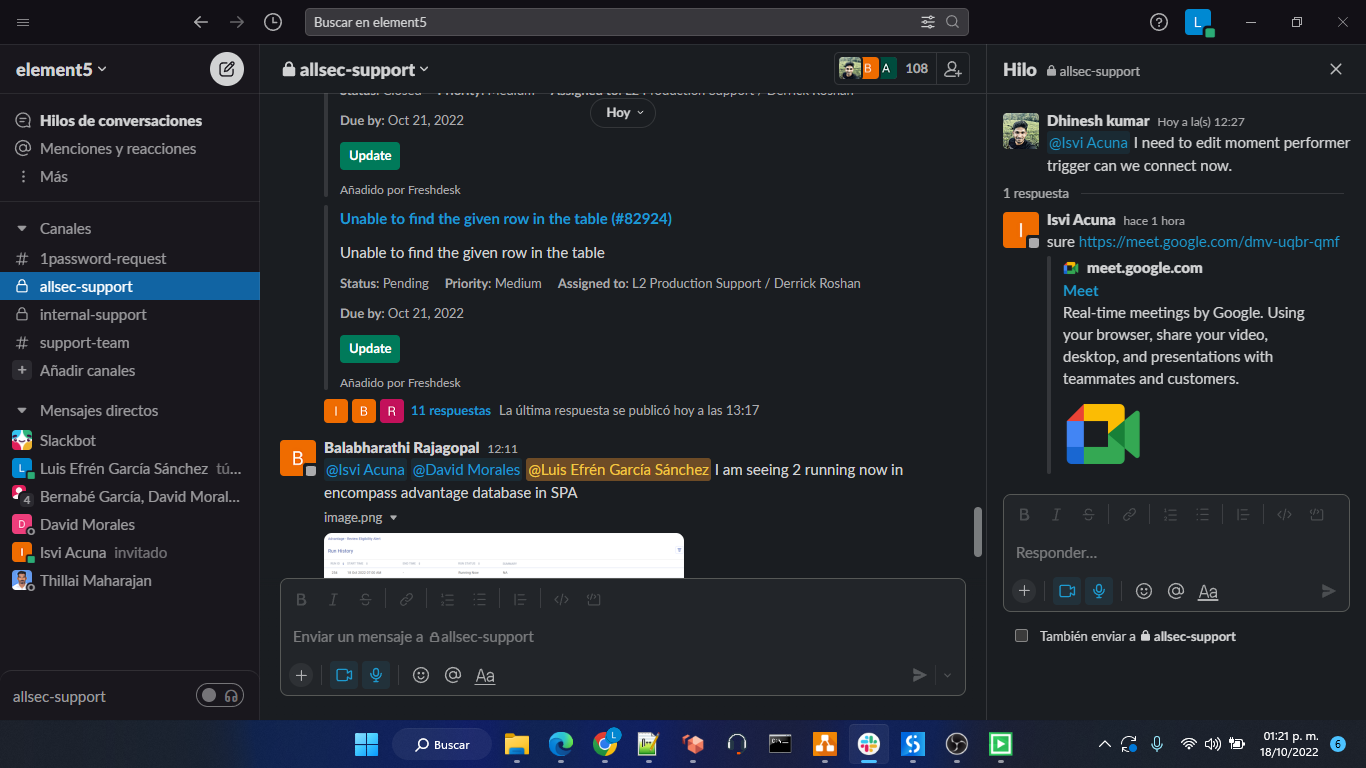 Buscar en element5
L
element5
Hilos de conversaciones
Menciones y reacciones
Más
Canales
1password-request
allsec-support
internal-support
support-team
Añadir canales
Mensajes directos
Slackbot
Luis Efrén García Sánchez tú...
Bernabé García, David Moral...
David Morales
Isvi Acuna invitado
Thillai Maharajan
allsec-support
allsec-support
B A 108
Status: Closed Priority: Medium Assigned to: L2 Production Support / Derrick Roshan
Hoy
Due by: Oct 21, 2022
Update
Añadido por Freshdesk
Unable to find the given row in the table (#82924)
Unable to find the given row in the table
Status: Pending Priority: Medium Assigned to: L2 Production Support / Derrick Roshan
Due by: Oct 21, 2022
Update
Añadido por Freshdesk
I B R 11 respuestas La última respuesta se publicó hoy a las 13:17
B
Balabharathi Rajagopal 12:11
@Isvi Acuna @David Morales @Luis Efrén García Sánchez I am seeing 2 running now in
encompass advantage database in SPA
image.png
Run History
Enviar un mensaje a allsec-support
Aa
Hilo allsec-support
Dhinesh kumar Hoy a la(s) 12:27
@Isvi Acuna I need to edit moment performer
trigger can we connect now.
1 respuesta
I
Isvi Acuna hace 1 hora
sure https://meet.google.com/dmv-uqbr-qmf
meet.google.com
Meet
Real-time meetings by Google. Using
your browser, share your video,
desktop, and presentations with
teammates and customers.
Responder...
Aa
También enviar a allsec-support
Buscar
01:21 p. m.
18/10/2022
6